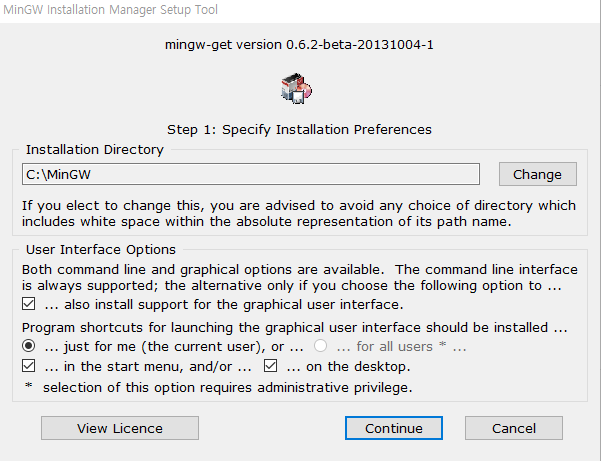 MinGW Installation Manager Setup Tool
mingw-get version 0.6.2-beta-20131004-1
Step 1: Specify Installation Preferences
Installation Directory
C:\MinGW
Change
If you elect to change this, you are advised to avoid any choice of directory which
includes white space within the absolute representation of its path name.
User Interface Options
Both command line and graphical options are available. The command line interface
is always supported; the alternative only if you choose the following option to ...
... also install support for the graphical user interface.
Program shortcuts for launching the graphical user interface should be installed ...
... just for me (the current user), or ... ... for all users * ...
... in the start menu, and/or ... ... on the desktop.
* selection of this option requires administrative privilege.
View Licence Continue Cancel